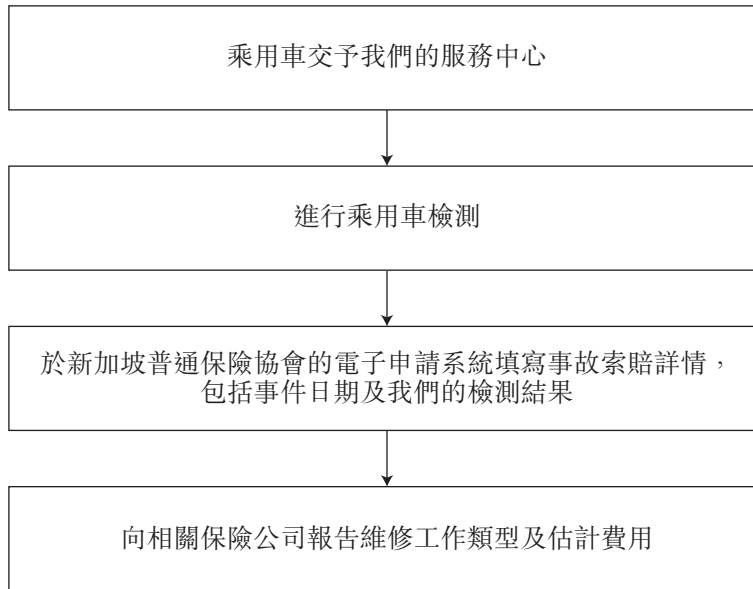 乘用車交予我們的服務中心
進行乘用車檢測
於新加坡普通保險協會的電子申請系統填寫事故索賠詳情，
包括事件日期及我們的檢測結果
向相關保險公司報告維修工作類型及估計費用